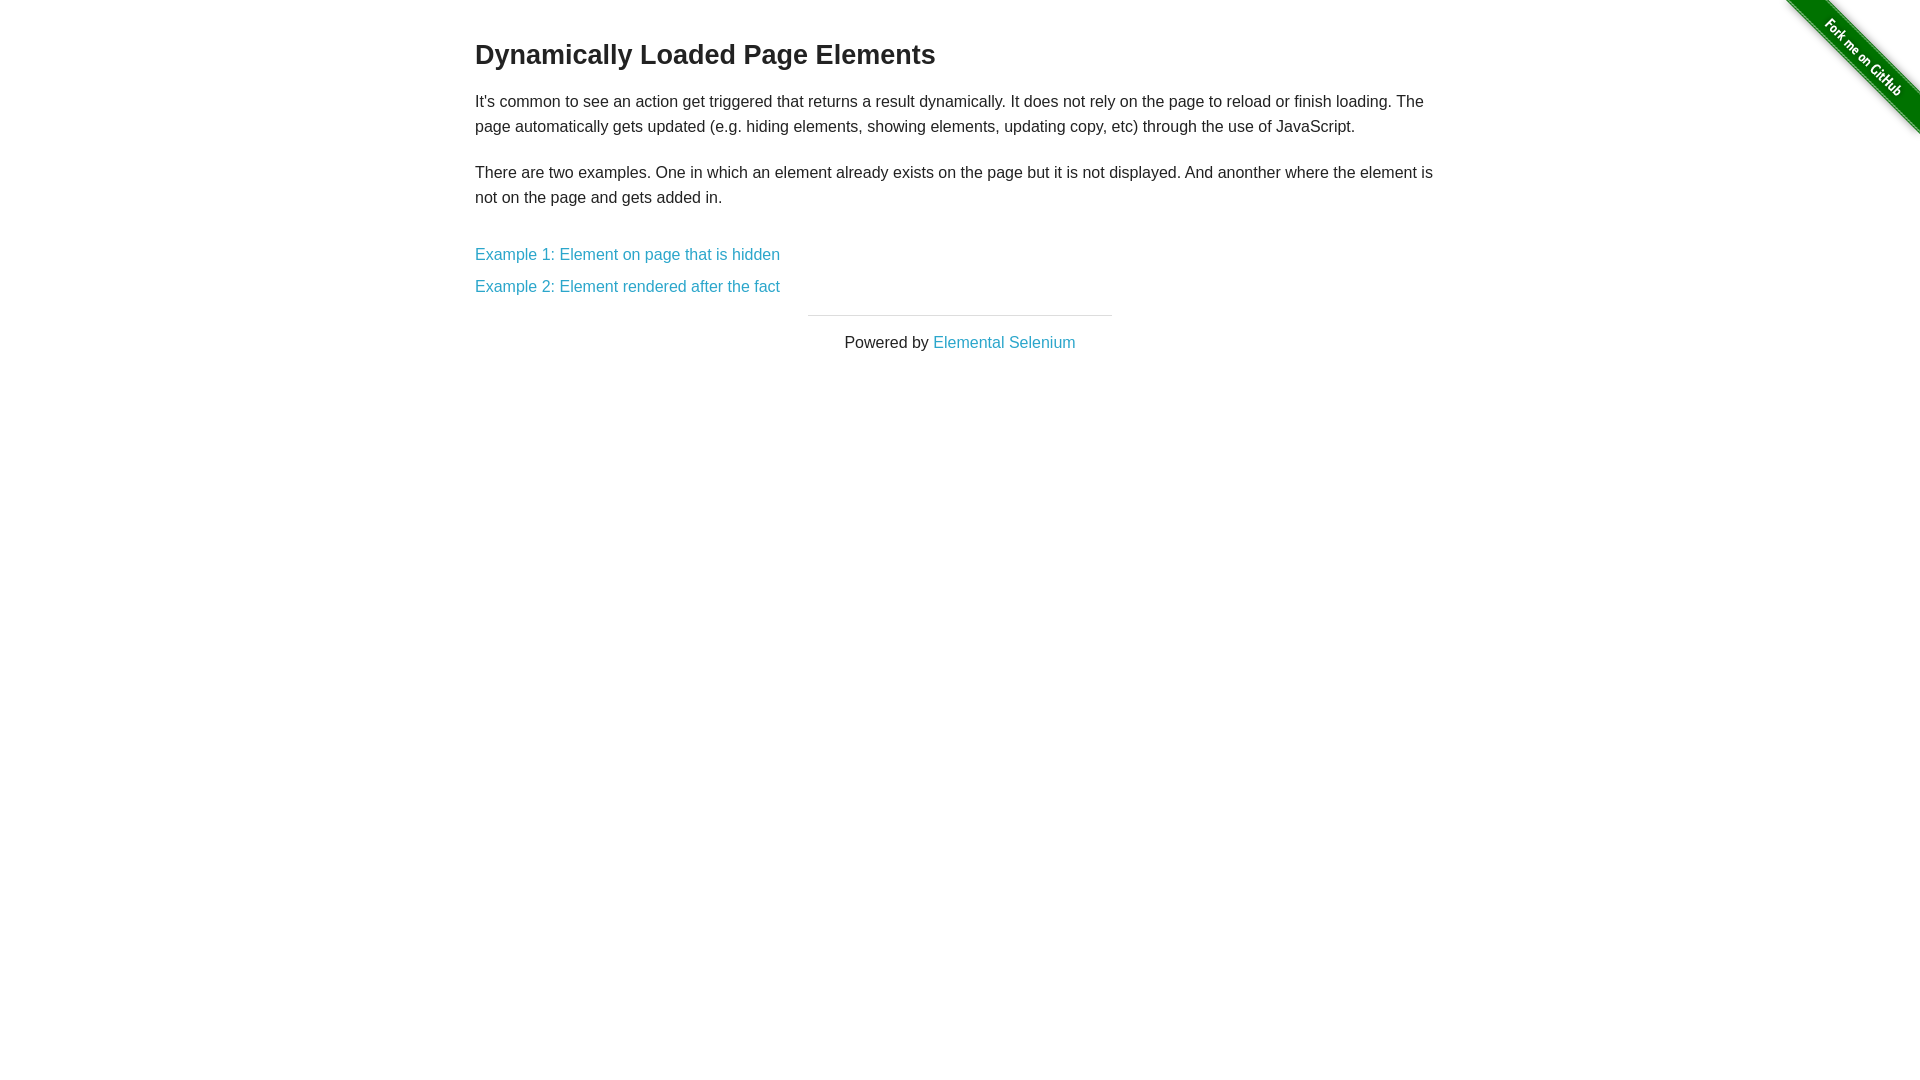 Dynamically Loaded Page Elements
Fork me on GitHub
It's common to see an action get triggered that returns a result dynamically. It does not rely on the page to reload or finish loading. The
page automatically gets updated (e.g. hiding elements, showing elements, updating copy, etc) through the use of JavaScript.
There are two examples. One in which an element already exists on the page but it is not displayed. And anonther where the element is
not on the page and gets added in.
Example 1: Element on page that is hidden
Example 2: Element rendered after the fact
Powered by Elemental Selenium